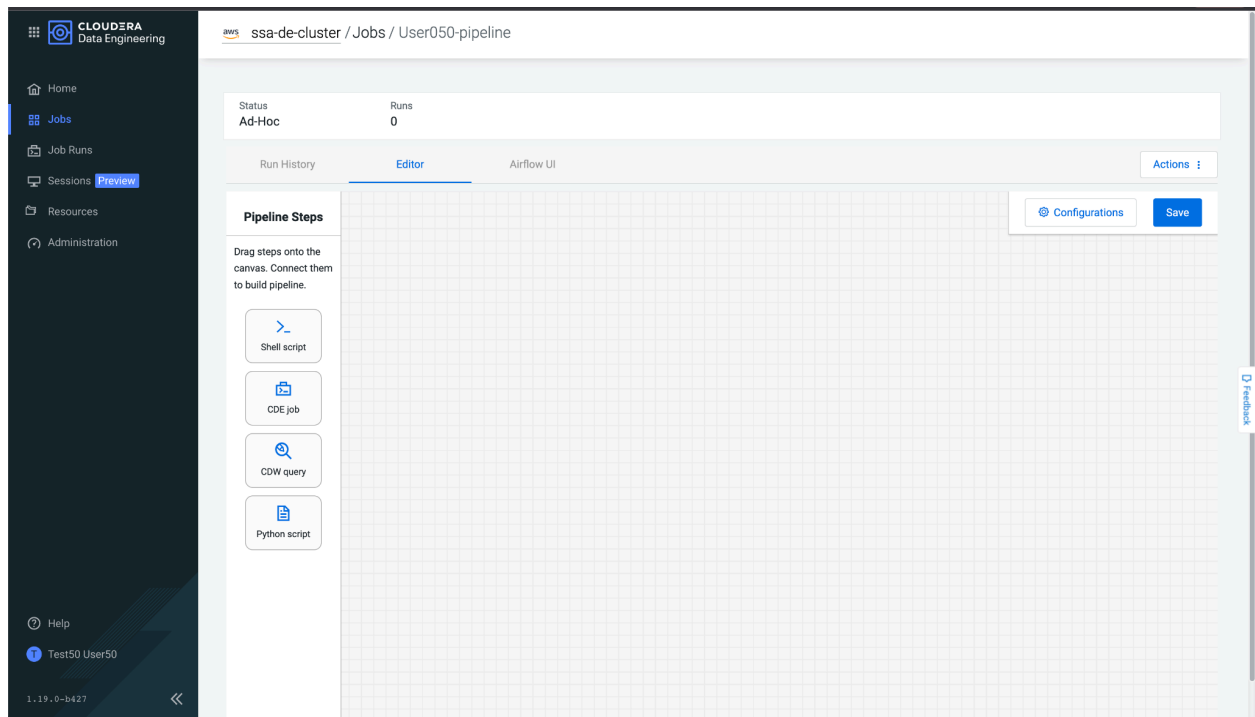 CLOUDERA
Data Engineering
aws ssa-de-cluster / Jobs / User050-pipeline
Home
Jobs
Job Runs
Sessions Preview
Resources
Administration
Status Runs
Ad-Hoc 0
Run History Editor Airflow UI Actions
Pipeline Steps
Configurations Save
Drag steps onto the
canvas. Connect them
to build pipeline.
Shell script
CDE job
CDW query
Python script
Feedback
Help
T Test50 User50
1.19.0-b427